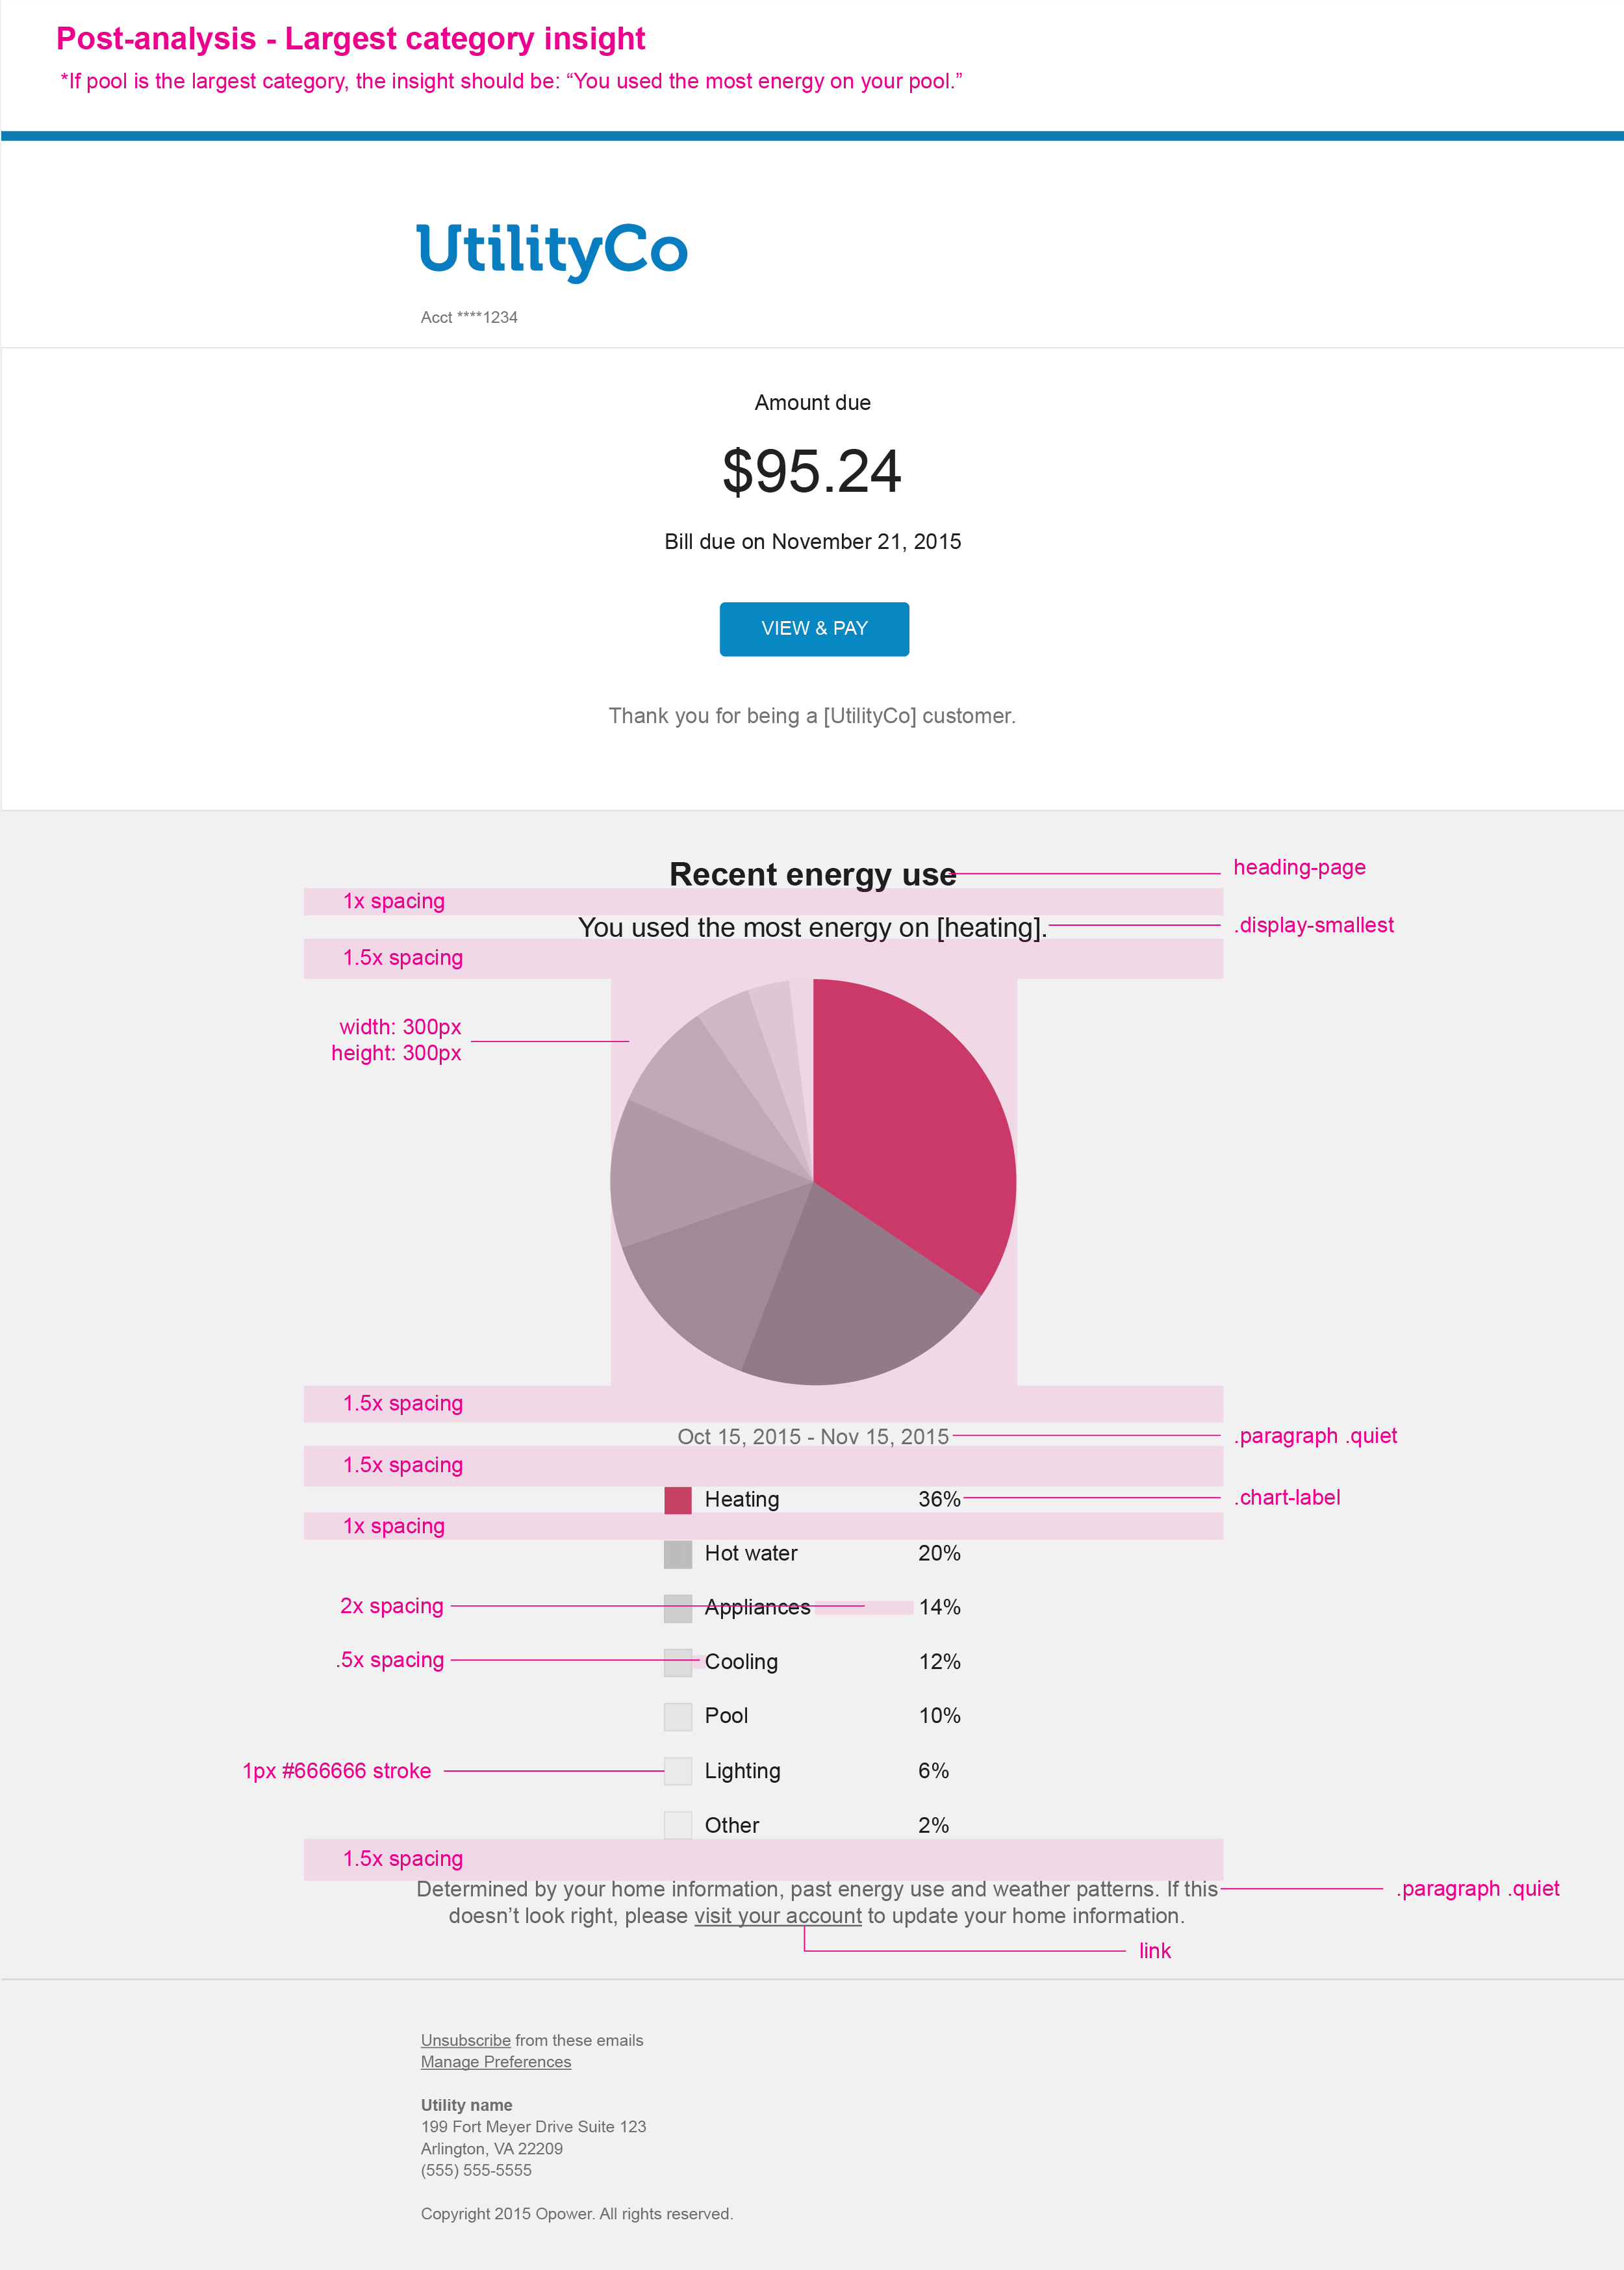 Post-analysis - Largest category insight
*If pool is the largest category, the insight should be: “You used the most energy on your pool.”
UtilityCo
Acct ****1234
Amount due
$95.24
Bill due on November 21, 2015
VIEW & PAY
Thank you for being a [UtilityCo] customer.
Recent energy use
heading-page
1x spacing
You used the most energy on [heating].
.display-smallest
1.5x spacing
width: 300px
height: 300px
1.5x spacing
Oct 15, 2015 - Nov 15, 2015
.paragraph .quiet
1.5x spacing
Heating 36%
.chart-label
1x spacing
Hot water 20%
2x spacing
Appliances 14%
.5x spacing
Cooling 12%
Pool 10%
1px #666666 stroke
Lighting 6%
Other 2%
1.5x spacing
Determined by your home information, past energy use and weather patterns. If this
.paragraph .quiet
doesn’t look right, please visit your account to update your home information.
link
Unsubscribe from these emails
Manage Preferences
Utility name
199 Fort Meyer Drive Suite 123
Arlington, VA 22209
(555) 555-5555
Copyright 2015 Opower. All rights reserved.